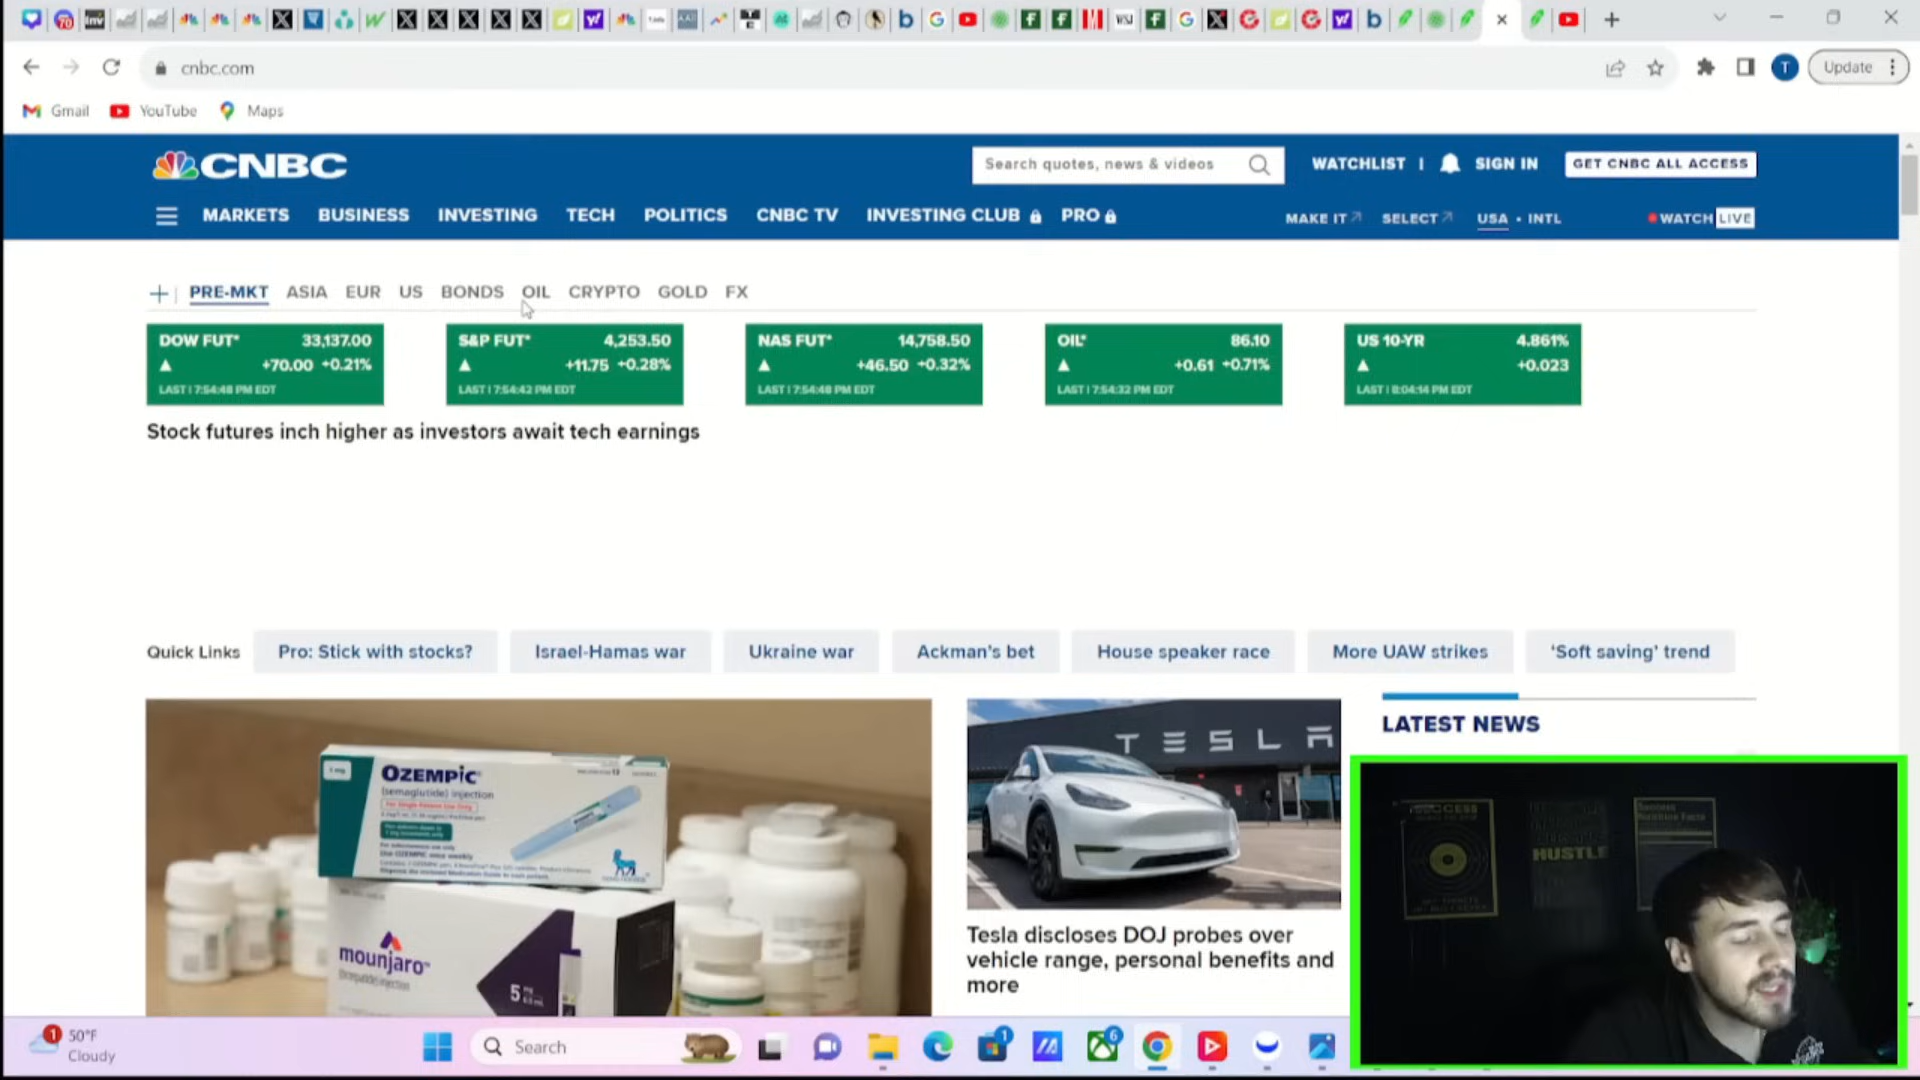 cnbc.com
Update
Gmail
YouTube
Maps
CNBC
Search quotes, news & videos
WATCHLIST |
SIGN IN
GET CNBC ALL ACCESS
MARKETS
BUSINESS
INVESTING
TECH
POLITICS
CNBC TV
INVESTING CLUB
PRO
MAKE IT
SELECT
USA • INTL
WATCH LIVE
PRE-MKT
ASIA
EUR
US
BONDS
OIL
CRYPTO
GOLD
FX
DOW FUT* 33,137.00
+70.00 +0.21%
LAST | 7:54:48 PM EDT
S&P FUT* 4,253.50
+11.75 +0.28%
LAST | 7:54:42 PM EDT
NAS FUT* 14,758.50
+46.50 +0.32%
LAST | 7:54:48 PM EDT
OIL* 86.10
+0.61 +0.71%
LAST | 7:54:32 PM EDT
US 10-YR 4.861%
+0.023
LAST | 8:04:14 PM EDT
Stock futures inch higher as investors await tech earnings
Quick Links
Pro: Stick with stocks?
Israel-Hamas war
Ukraine war
Ackman's bet
House speaker race
More UAW strikes
'Soft saving' trend
OZEMPIC
(semaglutide) injection
mounjaro
5 mg
TESLA
Tesla discloses DOJ probes over
vehicle range, personal benefits and
more
LATEST NEWS
SUCCESS
HUSTLE
50°F
Cloudy
Search